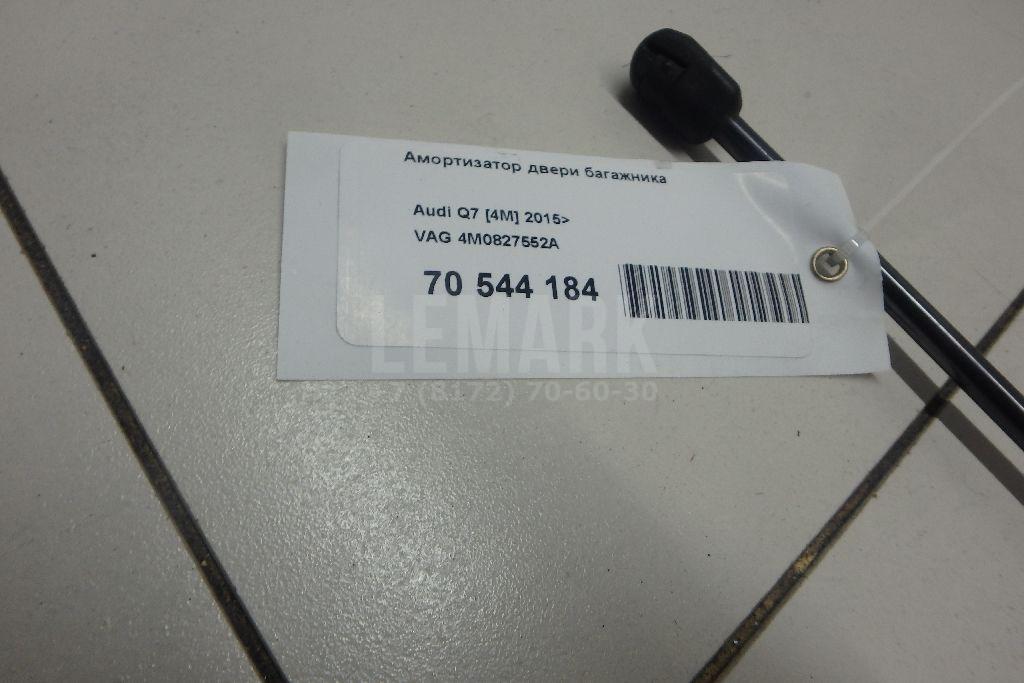 Амортизатор двери багажника
Audi Q7 [4M] 2015>
VAG 4M0827552A
70 544 184
LEMARK
+7 (8172) 70-60-30